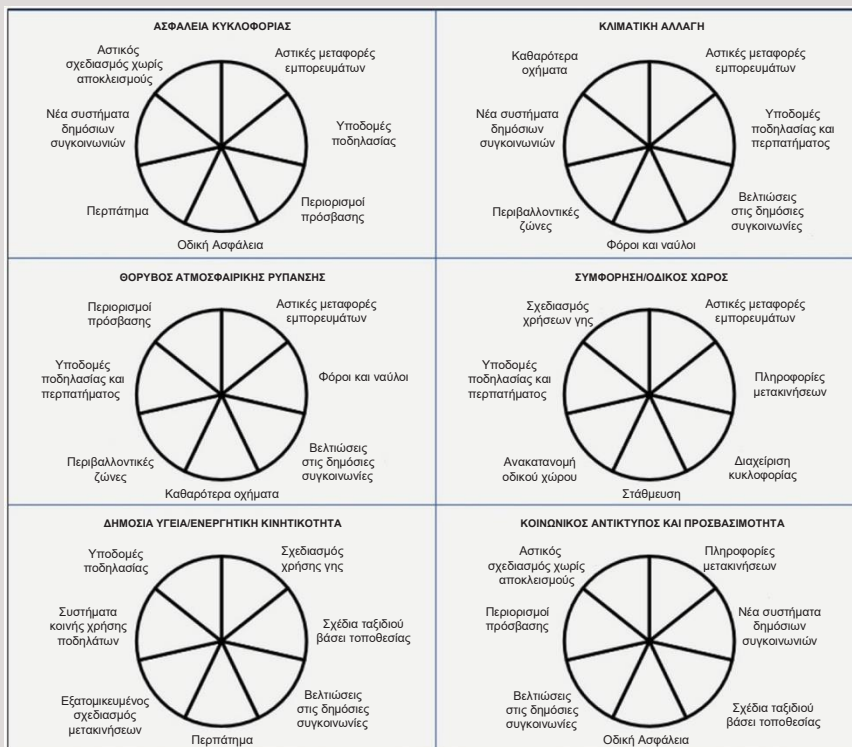 ΑΣΦΑΛΕΙΑ ΚΥΚΛΟΦΟΡΙΑΣ
Αστικός
σχεδιασμός χωρίς
αποκλεισμούς
Αστικές μεταφορές
εμπορευμάτων
Νέα συστήματα
δημόσιων
συγκοινωνιών
Υποδομές
ποδηλασίας
Περπάτημα
Περιορισμοί
πρόσβασης
Οδική Ασφάλεια
ΚΛΙΜΑΤΙΚΗ ΑΛΛΑΓΗ
Καθαρότερα
οχήματα
Αστικές μεταφορές
εμπορευμάτων
Νέα συστήματα
δημόσιων
συγκοινωνιών
Υποδομές
ποδηλασίας και
περπατήματος
Περιβαλλοντικές
ζώνες
Βελτιώσεις
στις δημόσιες
συγκοινωνίες
Φόροι και ναύλοι
ΘΟΡΥΒΟΣ ΑΤΜΟΣΦΑΙΡΙΚΗΣ ΡΥΠΑΝΣΗΣ
Περιορισμοί
πρόσβασης
Αστικές μεταφορές
εμπορευμάτων
Υποδομές
ποδηλασίας και
περπατήματος
Φόροι και ναύλοι
Περιβαλλοντικές
ζώνες
Βελτιώσεις
στις δημόσιες
συγκοινωνίες
Καθαρότερα οχήματα
ΣΥΜΦΟΡΗΣΗ/ΟΔΙΚΟΣ ΧΩΡΟΣ
Σχεδιασμός
χρήσεων γης
Αστικές μεταφορές
εμπορευμάτων
Υποδομές
ποδηλασίας και
περπατήματος
Πληροφορίες
μετακινήσεων
Ανακατανομή
οδικού χώρου
Διαχείριση
κυκλοφορίας
Στάθμευση
ΔΗΜΟΣΙΑ ΥΓΕΙΑ/ΕΝΕΡΓΗΤΙΚΗ ΚΙΝΗΤΙΚΟΤΗΤΑ
Υποδομές
ποδηλασίας
Σχεδιασμός
χρήσης γης
Συστήματα
κοινής χρήσης
ποδηλάτων
Σχέδια ταξιδιού
βάσει τοποθεσίας
Εξατομικευμένος
σχεδιασμός
μετακινήσεων
Βελτιώσεις
στις δημόσιες
συγκοινωνίες
Περπάτημα
ΚΟΙΝΩΝΙΚΟΣ ΑΝΤΙΚΤΥΠΟΣ ΚΑΙ ΠΡΟΣΒΑΣΙΜΟΤΗΤΑ
Αστικός
σχεδιασμός χωρίς
αποκλεισμούς
Πληροφορίες
μετακινήσεων
Περιορισμοί
πρόσβασης
Νέα συστήματα
δημόσιων
συγκοινωνιών
Βελτιώσεις
στις δημόσιες
συγκοινωνίες
Σχέδια ταξιδιού
βάσει τοποθεσίας
Οδική Ασφάλεια